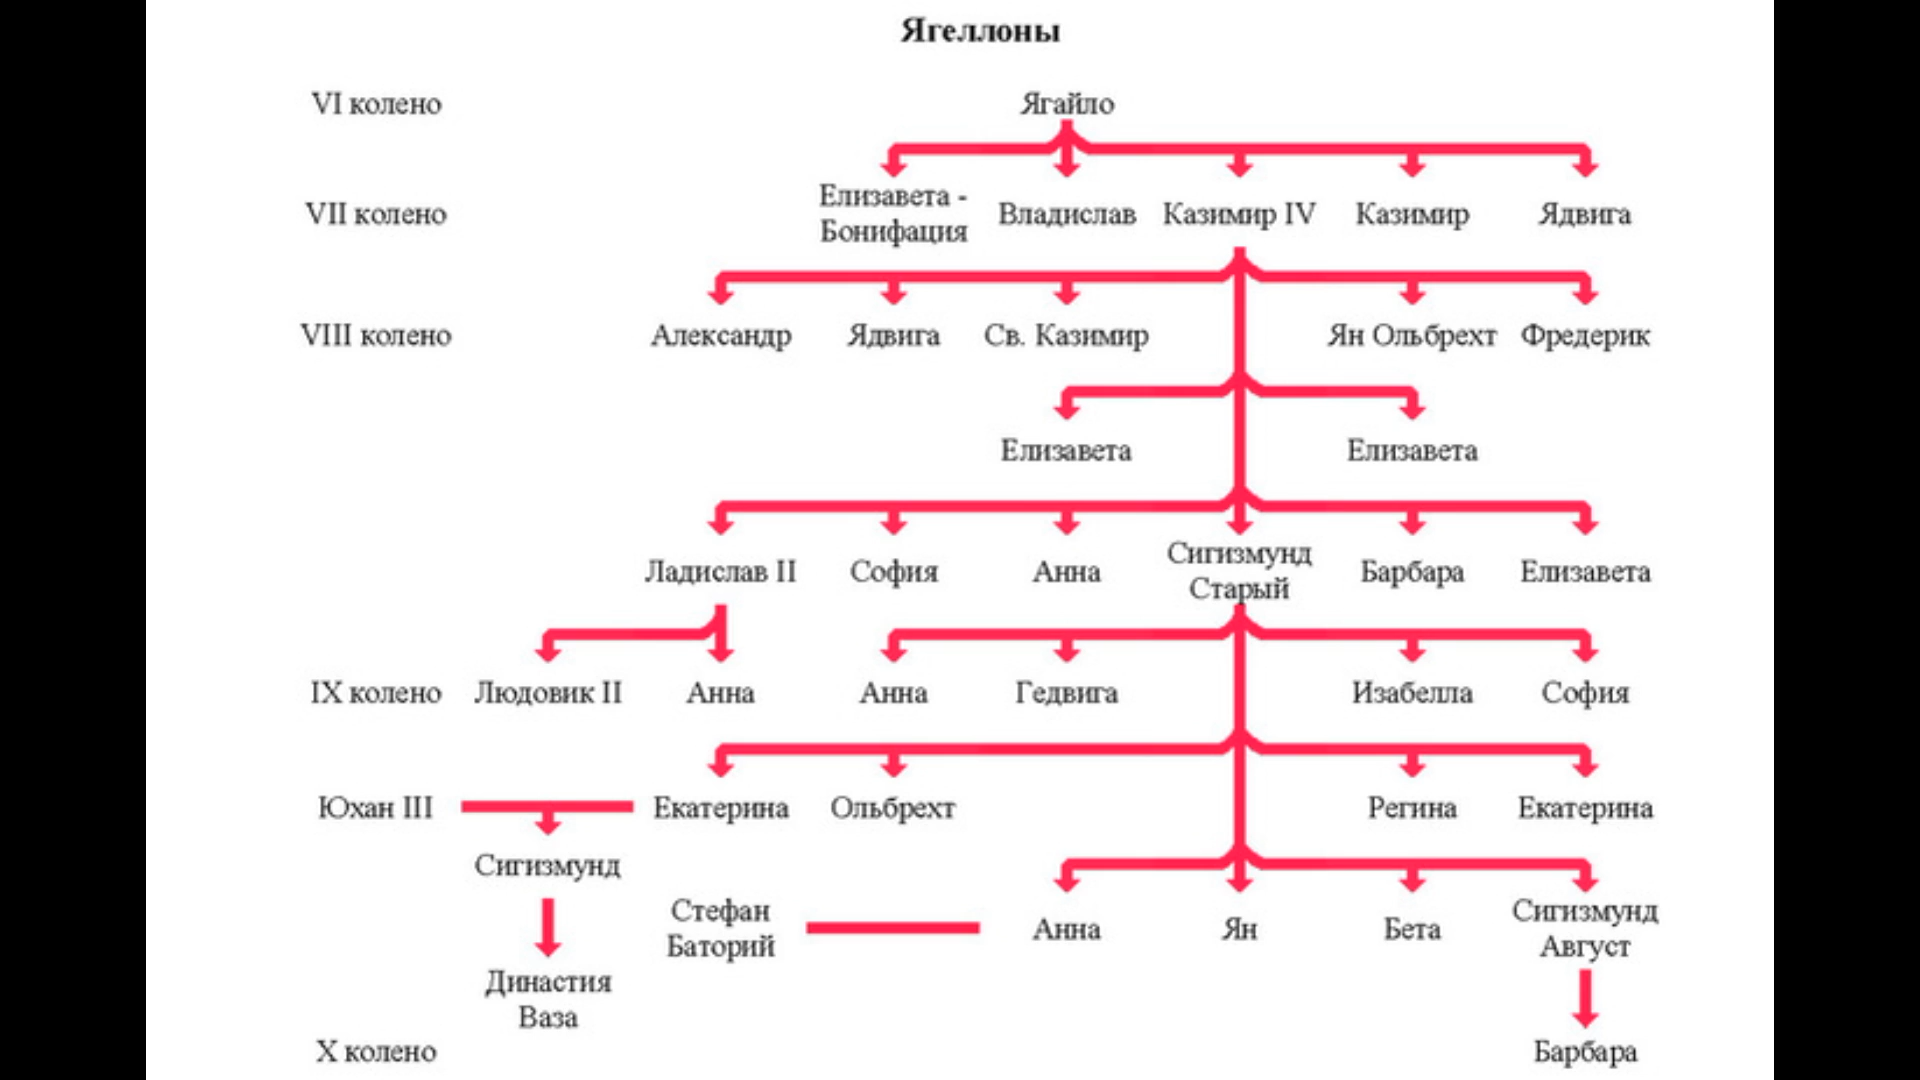 Ягеллоны
VI колено
Ягайло
VII колено
Елизавета -
Бонифация
Владислав
Казимир IV
Казимир
Ядвига
VIII колено
Александр
Ядвига
Св. Казимир
Ян Ольбрехт
Фредерик
Елизавета
Елизавета
Ладислав II
София
Анна
Сигизмунд
Старый
Барбара
Елизавета
IX колено
Людовик II
Анна
Анна
Гедвига
Изабелла
София
Юхан III
Екатерина
Ольбрехт
Регина
Екатерина
Сигизмунд
Стефан
Баторий
Анна
Ян
Бета
Сигизмунд
Август
Династия
Ваза
X колено
Барбара